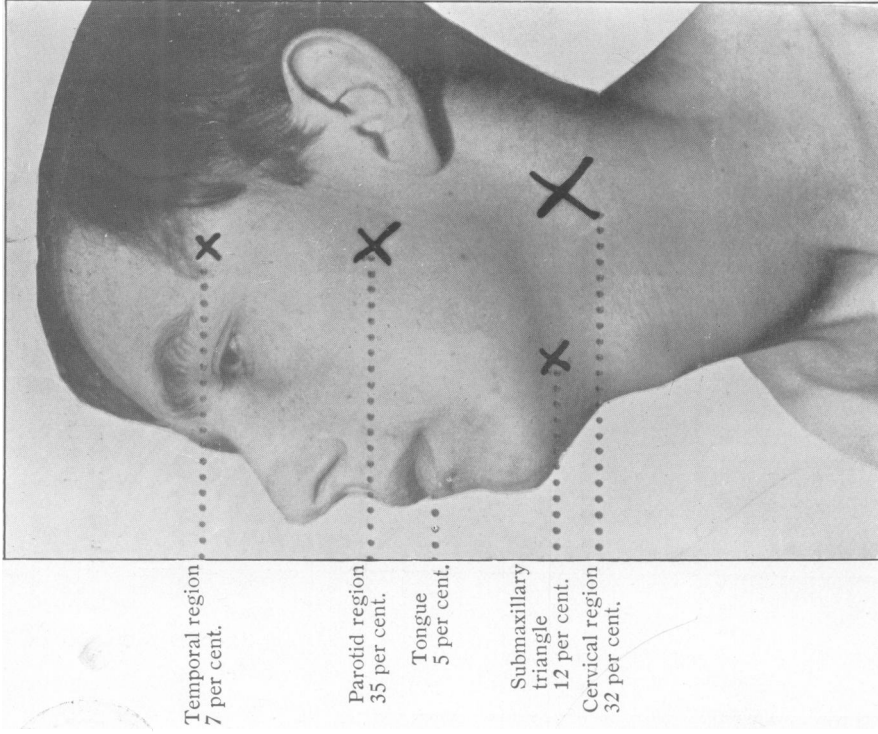 Temporal region
7 per cent.
Parotid region
35 per cent.
Tongue
5 per cent.
Submaxillary
triangle
12 per cent.
Cervical region
32 per cent.